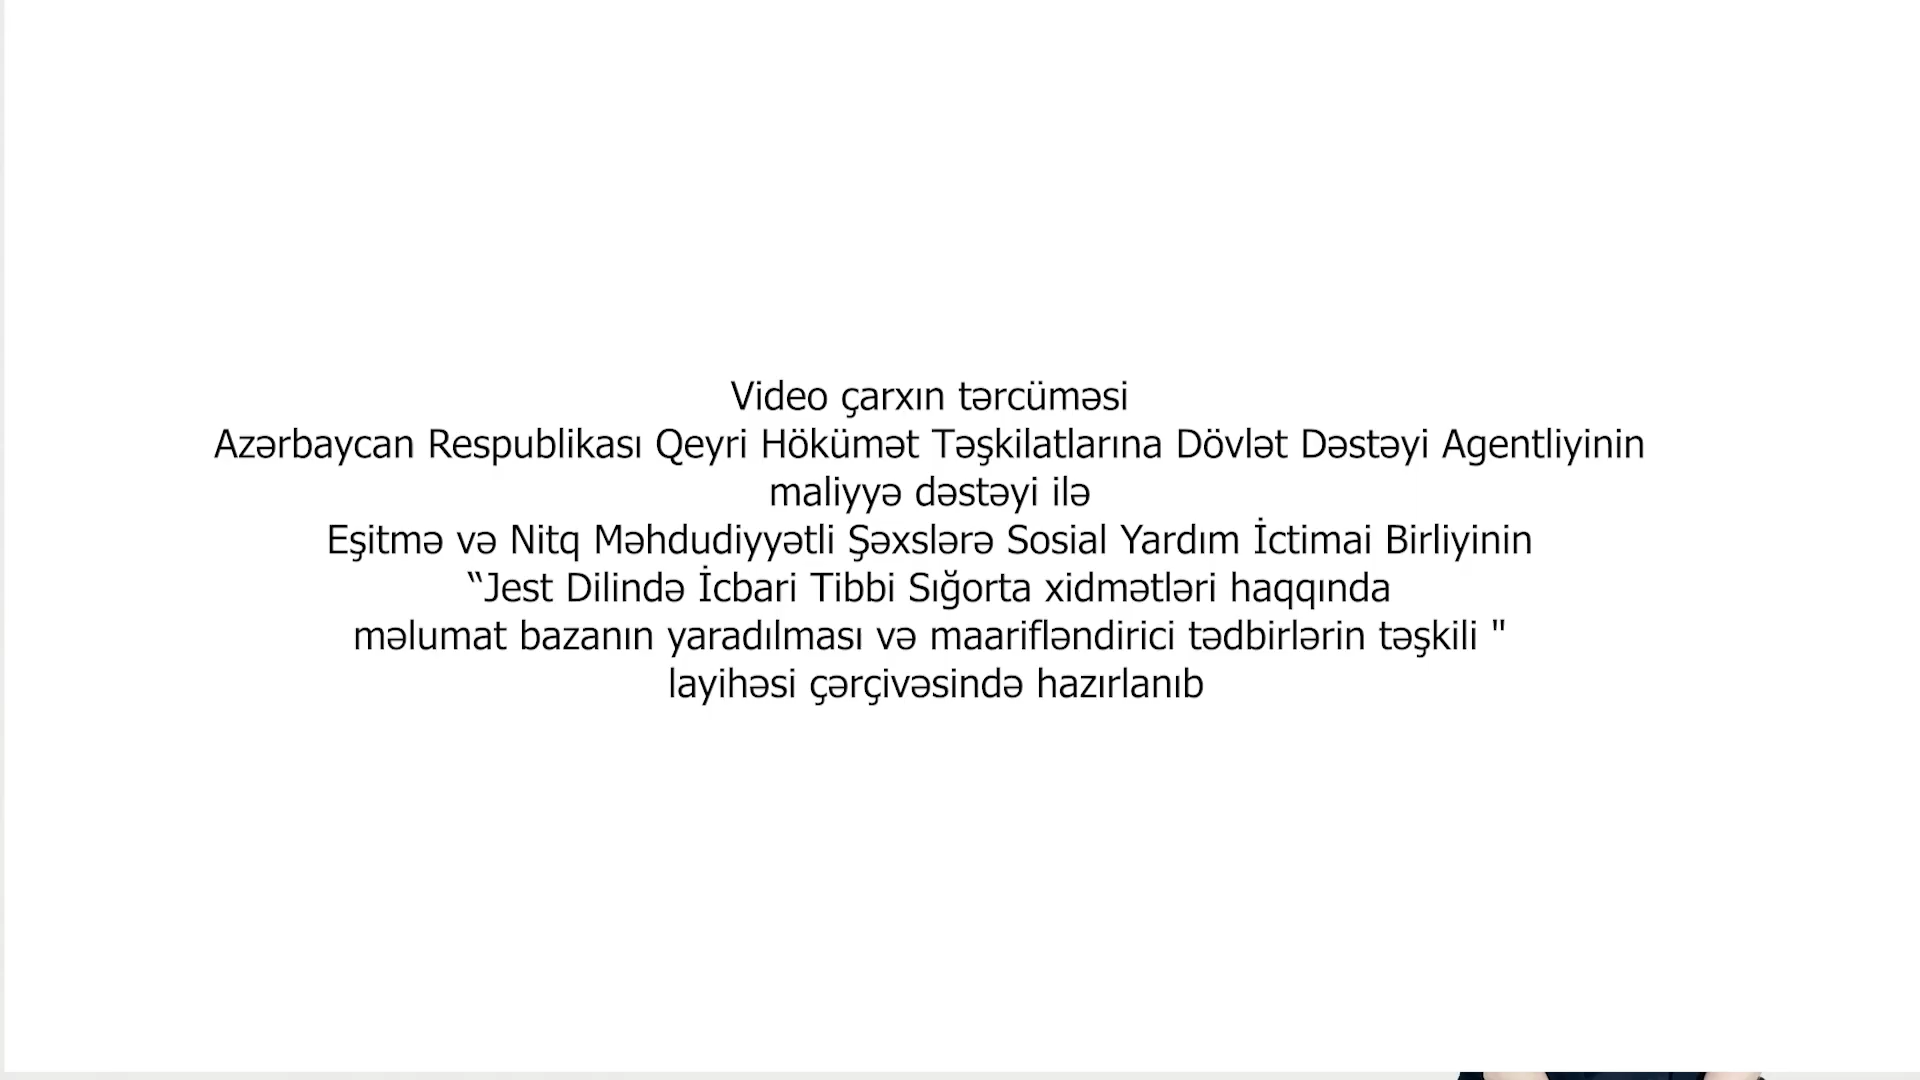 Video çarxın tərcüməsi
Azərbaycan Respublikası Qeyri Hökümət Təşkilatlarına Dövlət Dəstəyi Agentliyinin
maliyyə dəstəyi ilə
Eşitmə və Nitq Məhdudiyyətli Şəxslərə Sosial Yardım İctimai Birliyinin
“Jest Dilində İcbari Tibbi Sığorta xidmətləri haqqında
məlumat bazanın yaradılması və maarifləndirici tədbirlərin təşkili "
layihəsi çərçivəsində hazırlanıb